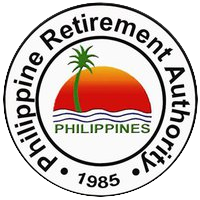 Philippine Retirement Authority
PHILIPPINES
• 1985 •